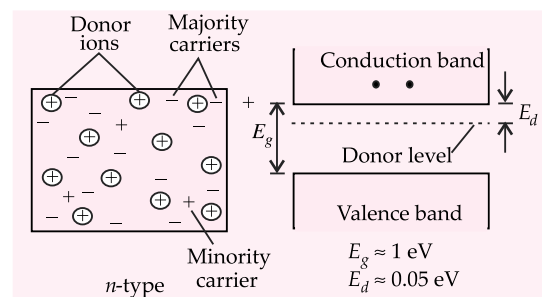 Donor
ions
Majority
carriers
Conduction band
E_g
E_d
Donor level
Valence band
Minority
carrier
n-type
E_g ≈ 1 eV
E_d ≈ 0.05 eV